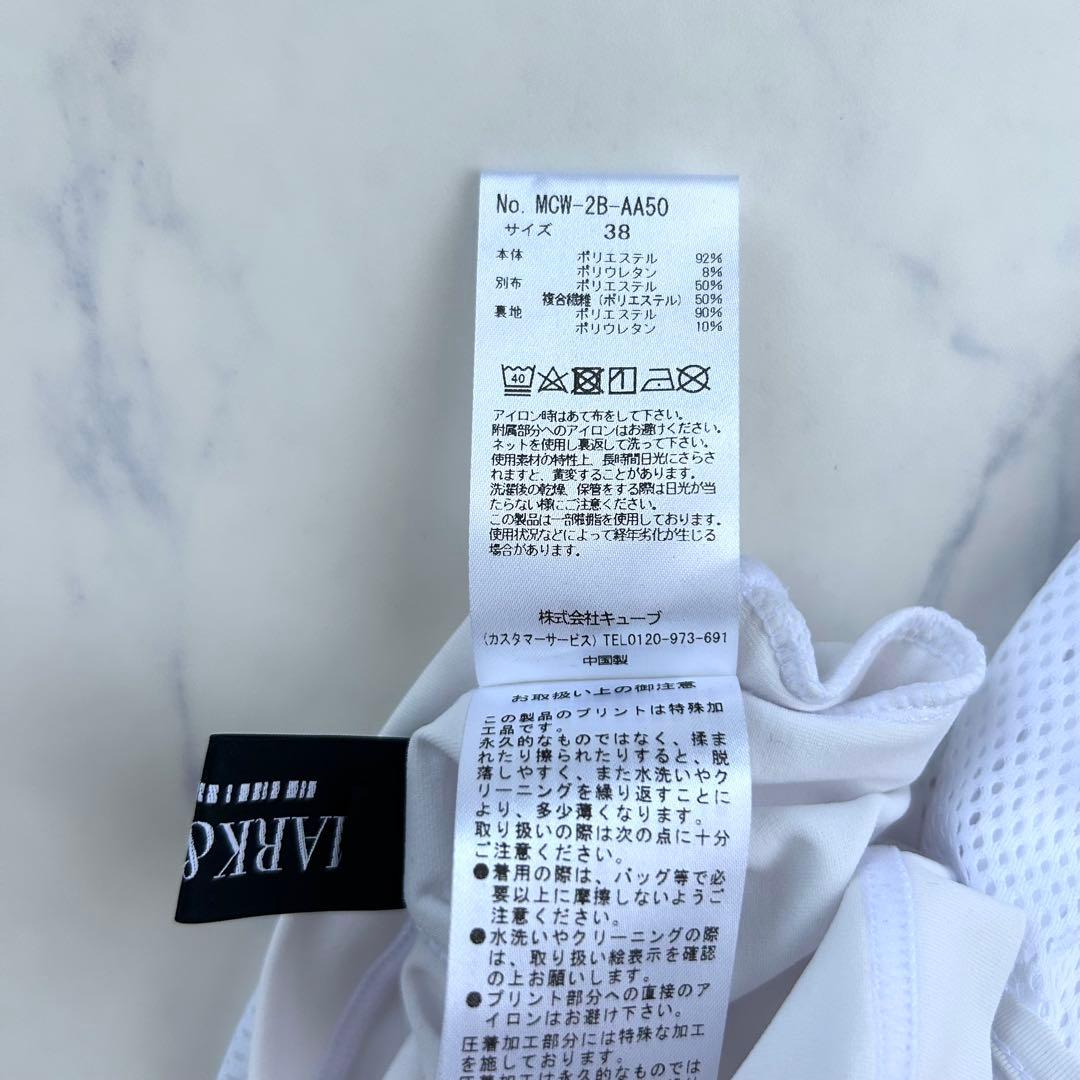 No. MCW-2B-AA50
サイズ 38
本体 ポリエステル 92%
ポリウレタン 8%
別布 ポリエステル 50%
複合繊維(ポリエステル) 50%
裏地 ポリエステル 90%
ポリウレタン 10%
40
アイロン時はあて布をして下さい。
附属部分へのアイロンはお避けください。
ネットを使用し裏返して洗って下さい。
使用素材の特性上、長時間日光にさらさ
れますと、黄変することがあります。
洗濯後の乾燥、保管をする際は日光が当
たらない様にご注意ください。
この製品は一部樹脂を使用しております。
使用状況などによって経年劣化が生じる
場合があります。
株式会社キューブ
(カスタマーサービス) TEL0120-973-691
中国製
お取扱い上の御注意
この製品のプリントは特殊加
工品です。
永久的なものではなく、揉ま
れたり擦られたりすると、脱
落しやすく、また水洗いやク
リーニングを繰り返すことに
より、多少薄くなります。
取り扱いの際は次の点に十分
ご注意ください。
●着用の際は、バッグ等で必
要以上に摩擦しないようご
注意ください。
●水洗いやクリーニングの際
は、取り扱い絵表示を確認
の上お願いします。
●プリント部分への直接のア
イロンはお避け下さい。
圧着加工部分には特殊な加工
を施しております。
圧着加工は永久的なものでは
IARK&